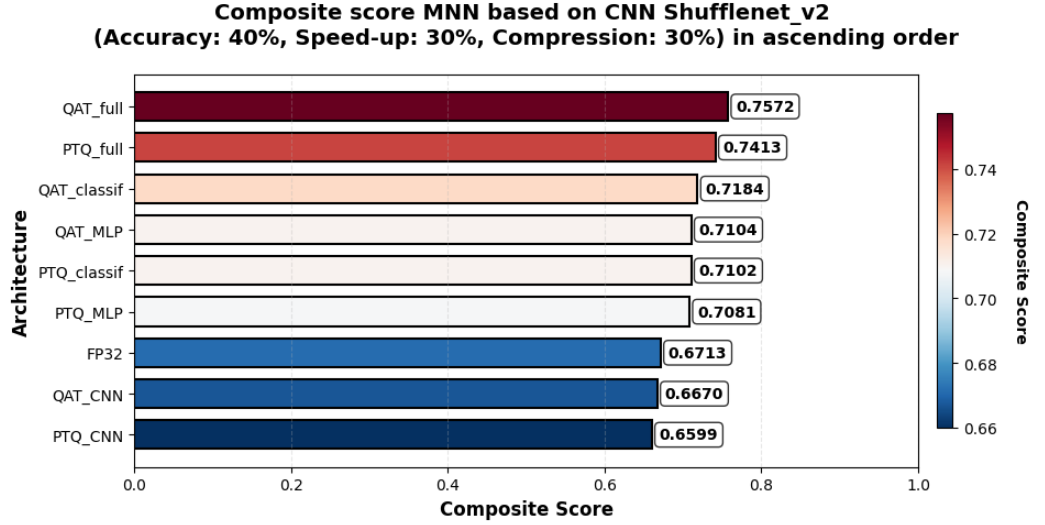 Composite score MNN based on CNN Shufflenet_v2
(Accuracy: 40%, Speed-up: 30%, Compression: 30%) in ascending order
Architecture
QAT_full
0.7572
PTQ_full
0.7413
QAT_classif
0.7184
QAT_MLP
0.7104
PTQ_classif
0.7102
PTQ_MLP
0.7081
FP32
0.6713
QAT_CNN
0.6670
PTQ_CNN
0.6599
0.0 0.2 0.4 0.6 0.8 1.0
Composite Score
0.74
0.72
0.70
0.68
0.66
Composite Score